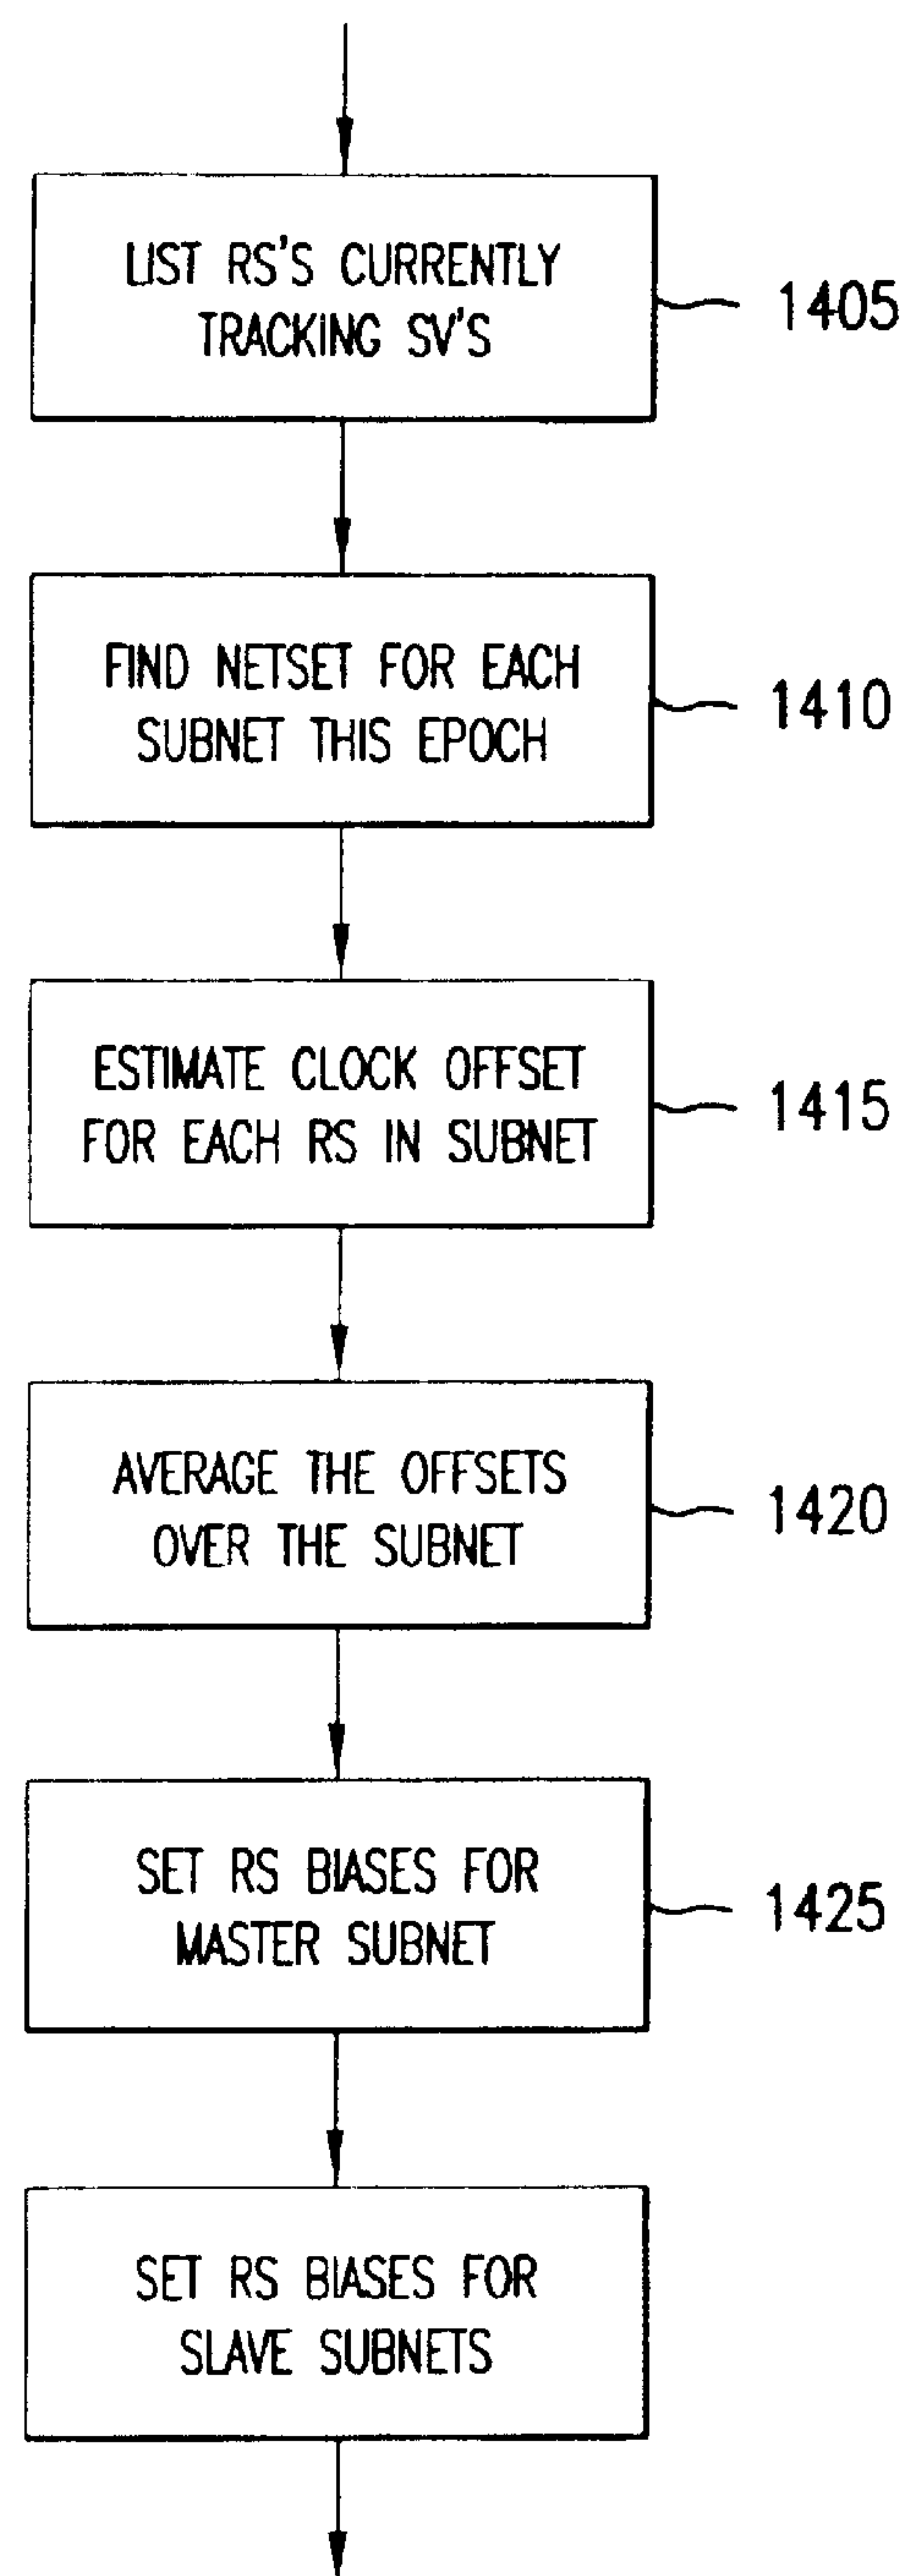 LIST RS'S CURRENTLY
TRACKING SV'S
1405
FIND NETSET FOR EACH
SUBNET THIS EPOCH
1410
ESTIMATE CLOCK OFFSET
FOR EACH RS IN SUBNET
1415
AVERAGE THE OFFSETS
OVER THE SUBNET
1420
SET RS BIASES FOR
MASTER SUBNET
1425
SET RS BIASES FOR
SLAVE SUBNETS